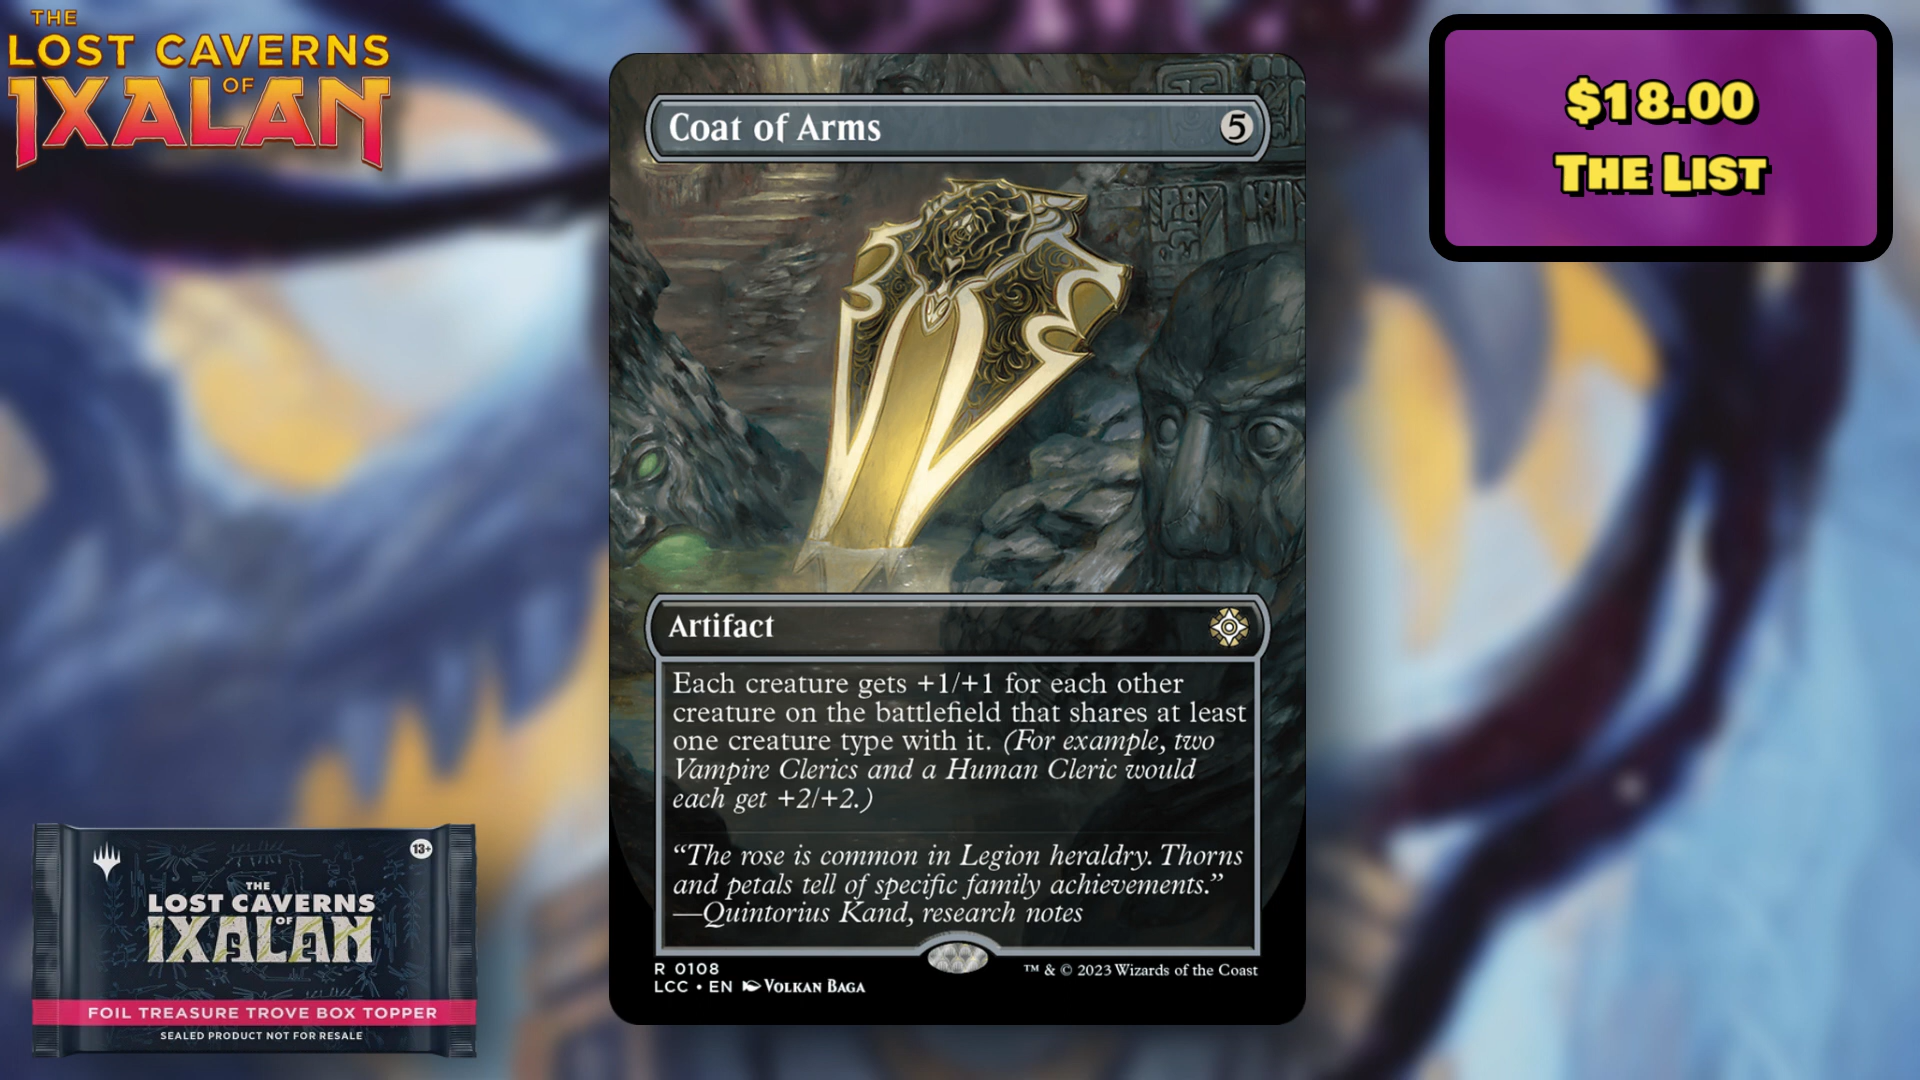 THE
LOST CAVERNS
OF
IXALAN
$18.00
THE LIST
Coat of Arms
5
Artifact
Each creature gets +1/+1 for each other
creature on the battlefield that shares at least
one creature type with it. (For example, two
Vampire Clerics and a Human Cleric would
each get +2/+2.)
“The rose is common in Legion heraldry. Thorns
and petals tell of specific family achievements.”
—Quintorius Kand, research notes
R 0108
LCC • EN VOLKAN BAGA
™ & © 2023 Wizards of the Coast
13+
THE
LOST CAVERNS
OF
IXALAN
FOIL TREASURE TROVE BOX TOPPER
SEALED PRODUCT NOT FOR RESALE